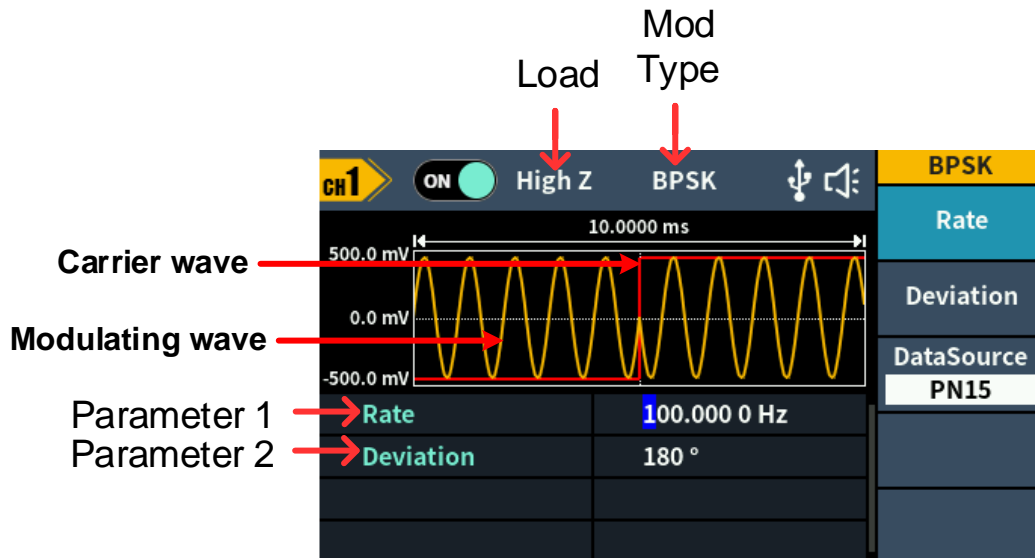 Mod
Type
Load
CH1
ON
High Z
BPSK
BPSK
10.0000 ms
Rate
500.0 mV
Carrier wave
Deviation
0.0 mV
Modulating wave
DataSource
-500.0 mV
PN15
Parameter 1
Rate
100.000 0 Hz
Parameter 2
Deviation
180 °